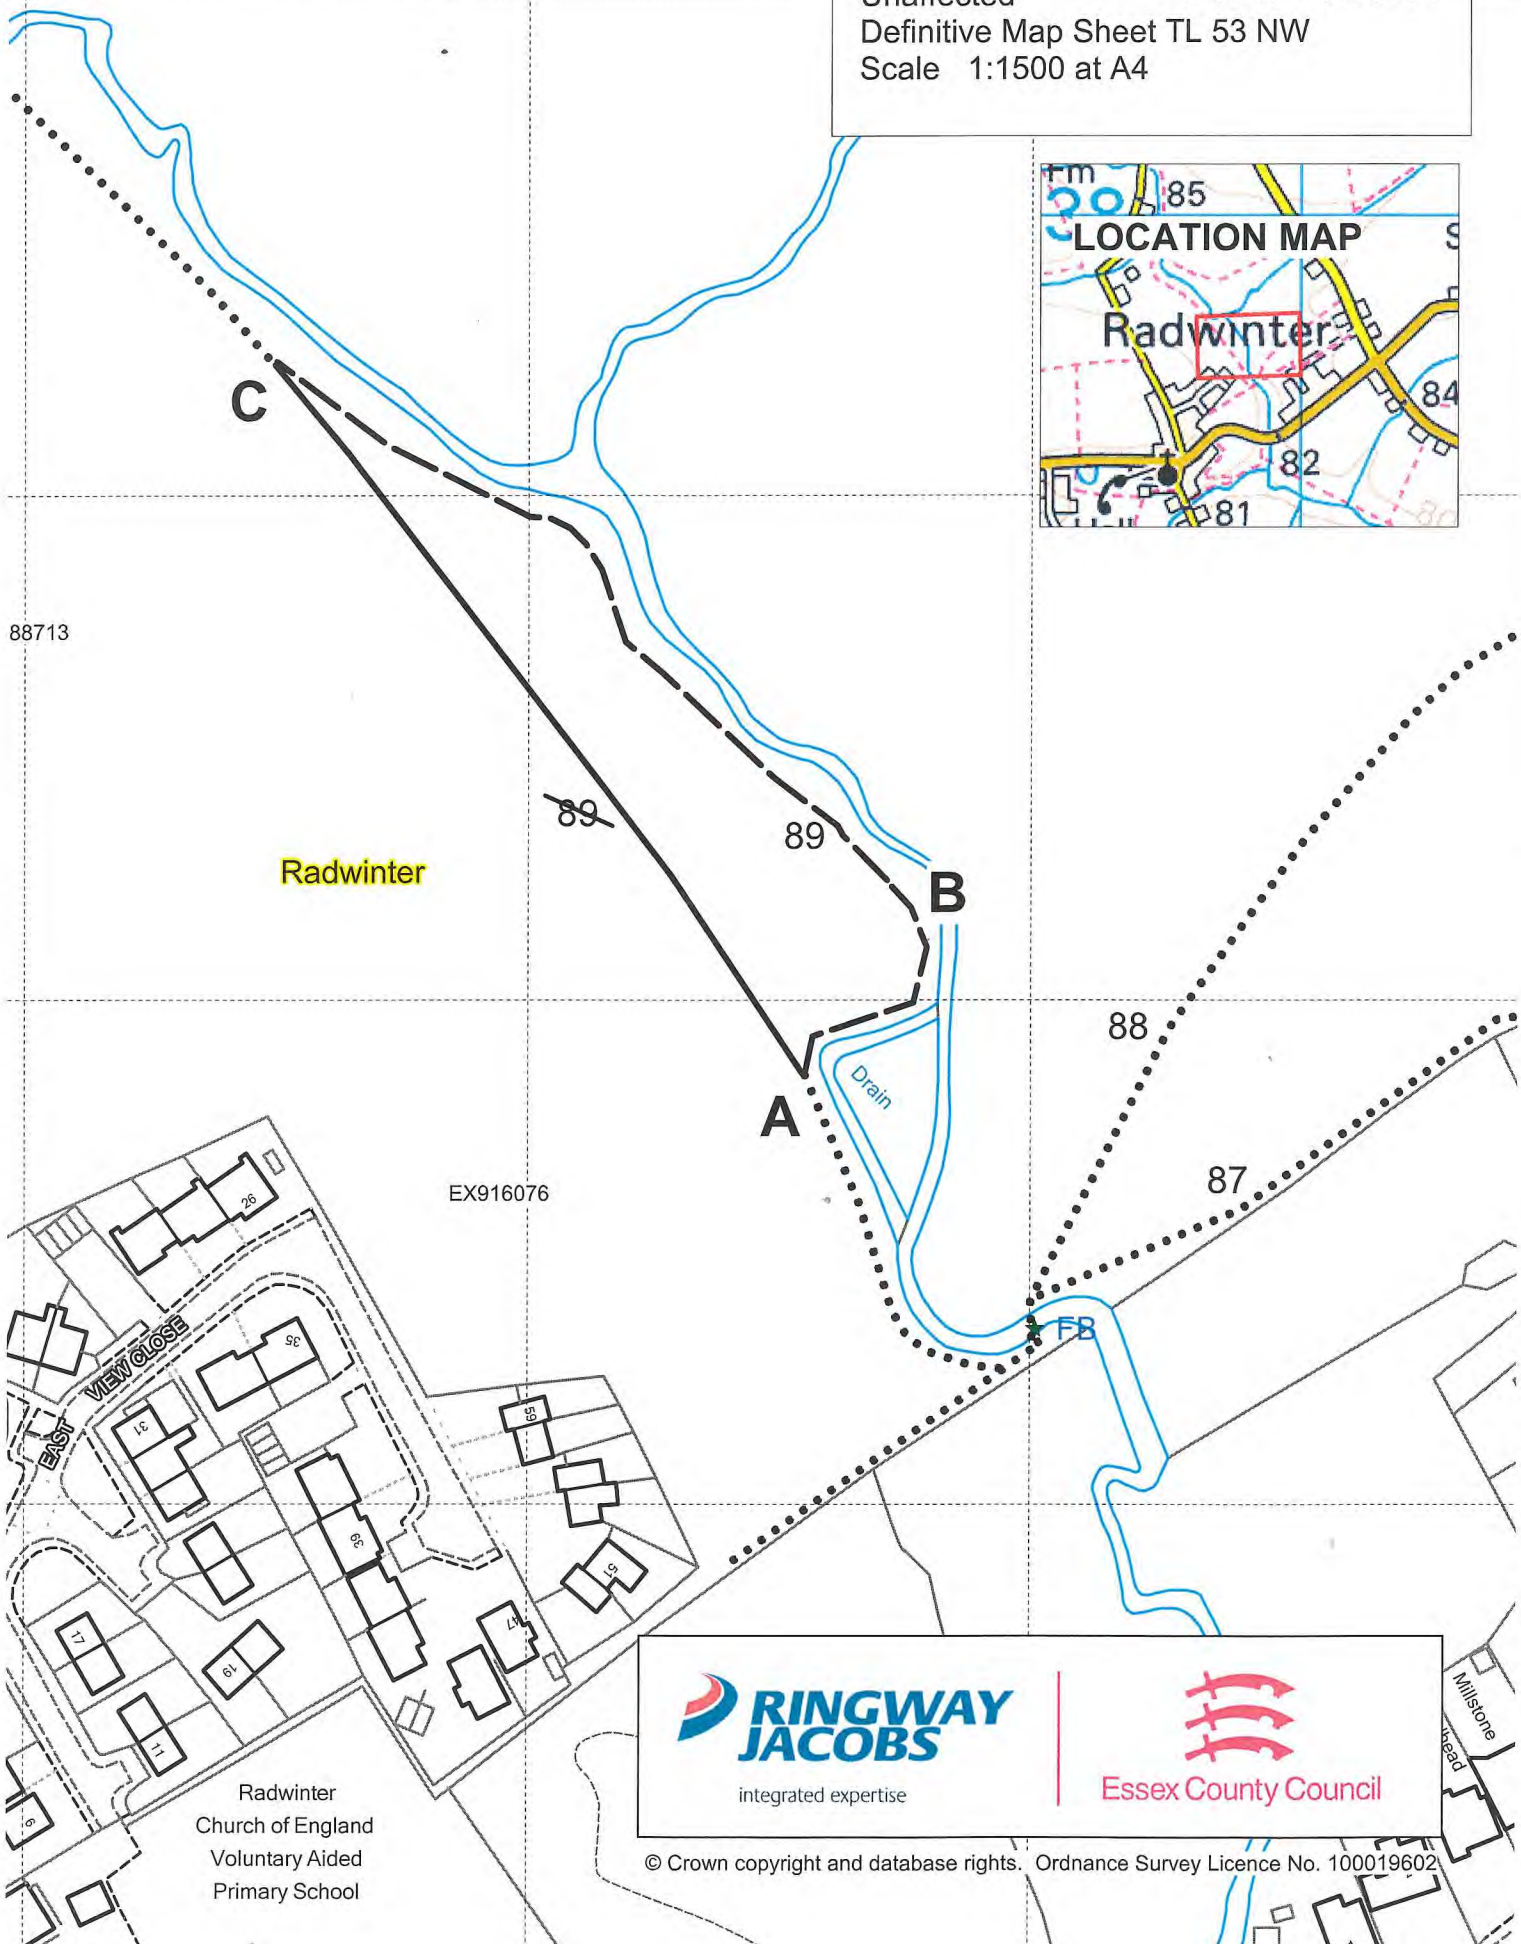 Definitive Map Sheet TL 53 NW
Scale 1:1500 at A4
85
LOCATION MAP
Radwinter
84
82
81
C
88713
89
89
Radwinter
B
88
Drain
A
87
EX916076
26
FB
35
VIEW CLOSE
EAST
31
59
39
51
47
17
19
11
6
Millstone
RINGWAY
JACOBS
integrated expertise
Essex County Council
Radwinter
Church of England
Voluntary Aided
Primary School
© Crown copyright and database rights. Ordnance Survey Licence No. 100019602